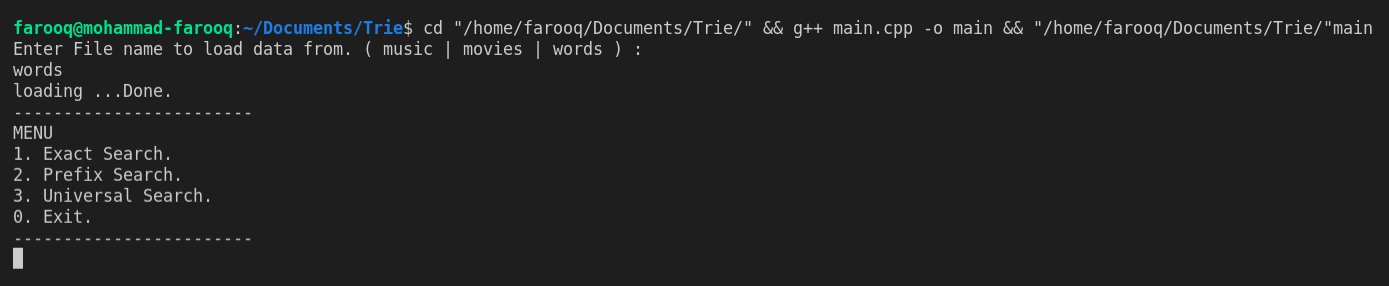 farooq@mohammad-farooq:~/Documents/Trie$ cd "/home/farooq/Documents/Trie/" && g++ main.cpp -o main && "/home/farooq/Documents/Trie/"main
Enter File name to load data from. ( music | movies | words ) :
words
loading ...Done.
------------------------
MENU
1. Exact Search.
2. Prefix Search.
3. Universal Search.
0. Exit.
------------------------